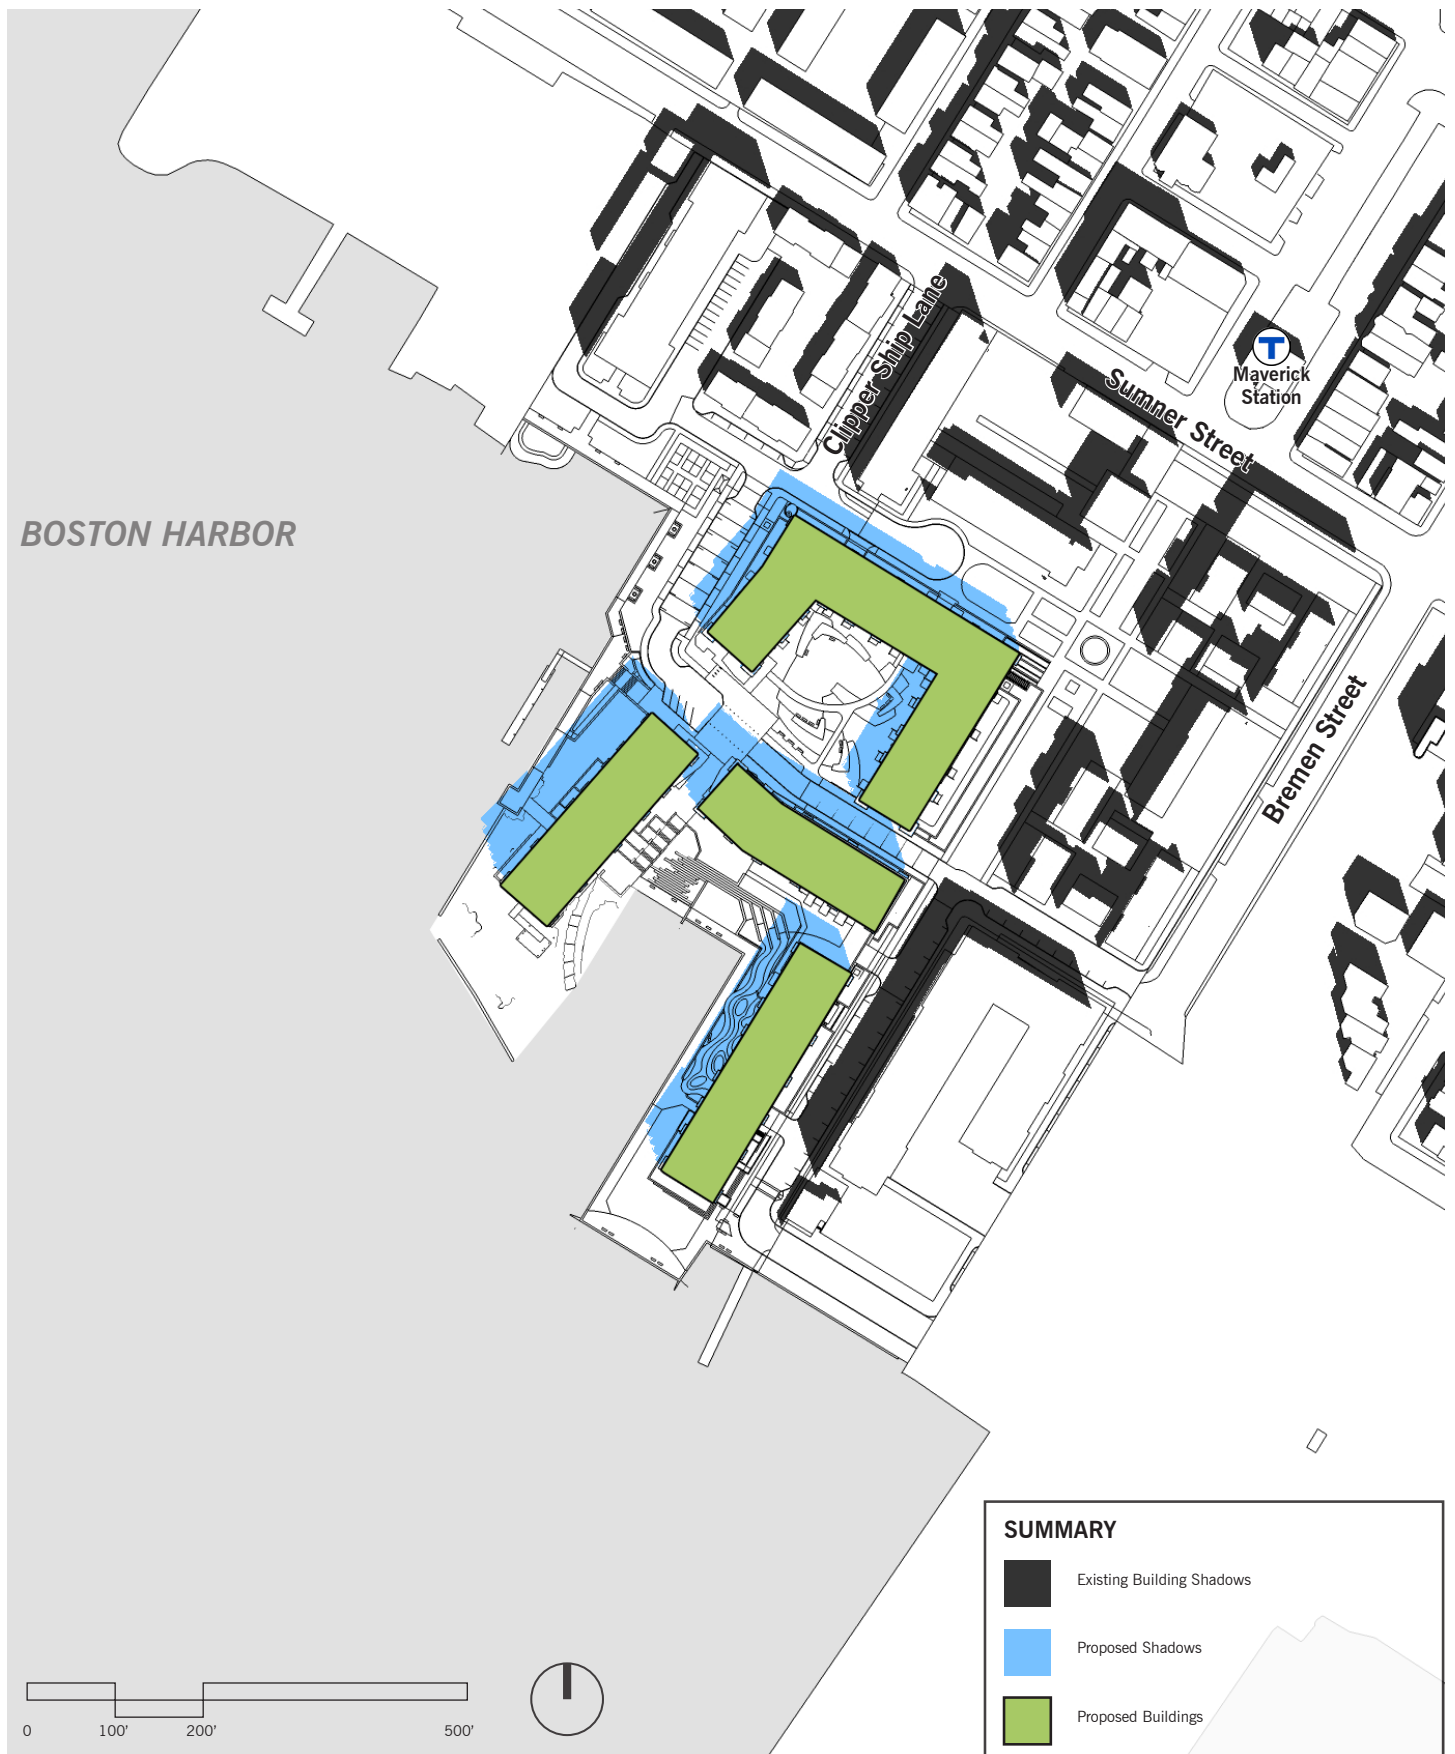 Clipper Ship Lane
Sumner Street
T
Maverick
Station
BOSTON HARBOR
Bremen Street
SUMMARY
Existing Building Shadows
Proposed Shadows
Proposed Buildings
0 100' 200' 500'